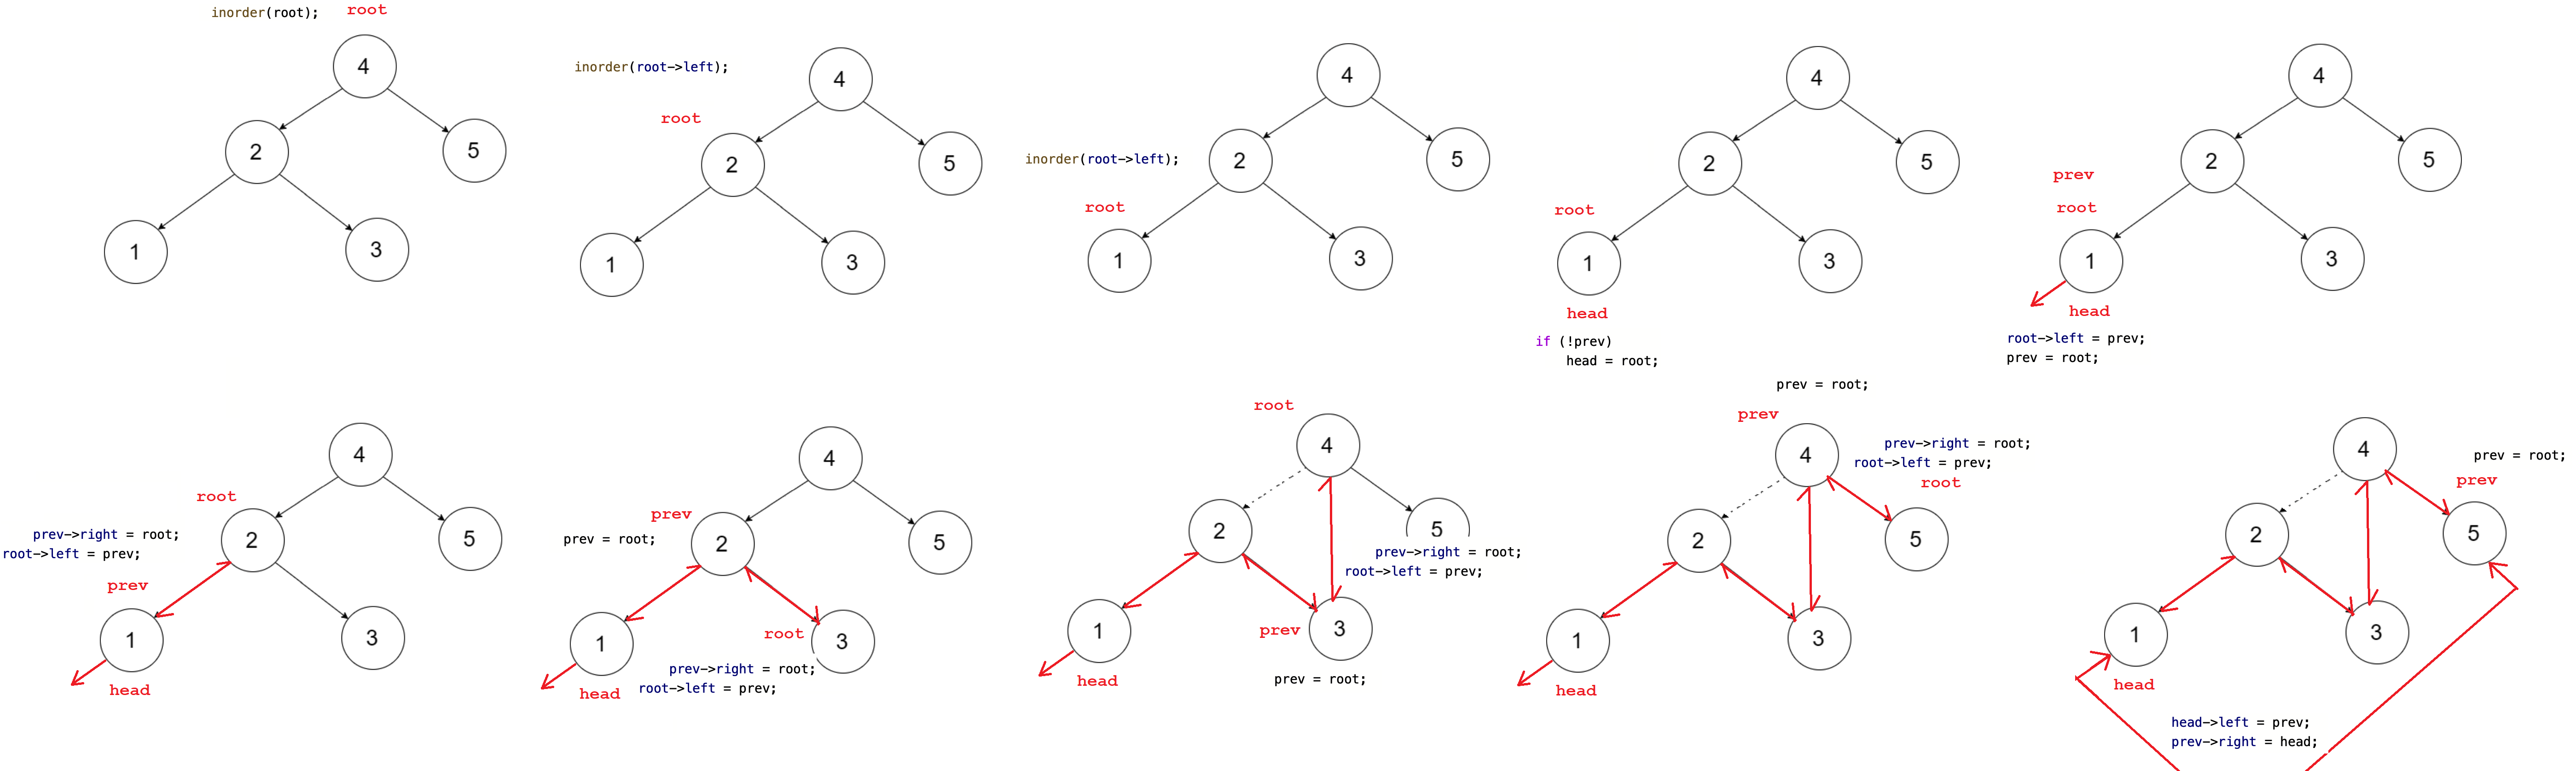 inorder(root); root
4
2
5
1
3
inorder(root->left);
4
root
2
5
1
3
4
inorder(root->left);
2
5
root
1
3
4
2
5
root
1
3
head
if (!prev)
head = root;
4
2
5
prev
root
1
3
head
root->left = prev;
prev = root;
4
root
2
5
prev->right = root;
root->left = prev;
prev
1
3
head
4
prev
prev = root;
2
5
root
1
3
prev->right = root;
head
root->left = prev;
root
4
2
5
prev->right = root;
root->left = prev;
1
prev
3
head
prev = root;
prev = root;
prev
4
prev->right = root;
root->left = prev;
root
2
5
1
3
head
4
prev = root;
prev
2
5
1
3
head
head->left = prev;
prev->right = head;